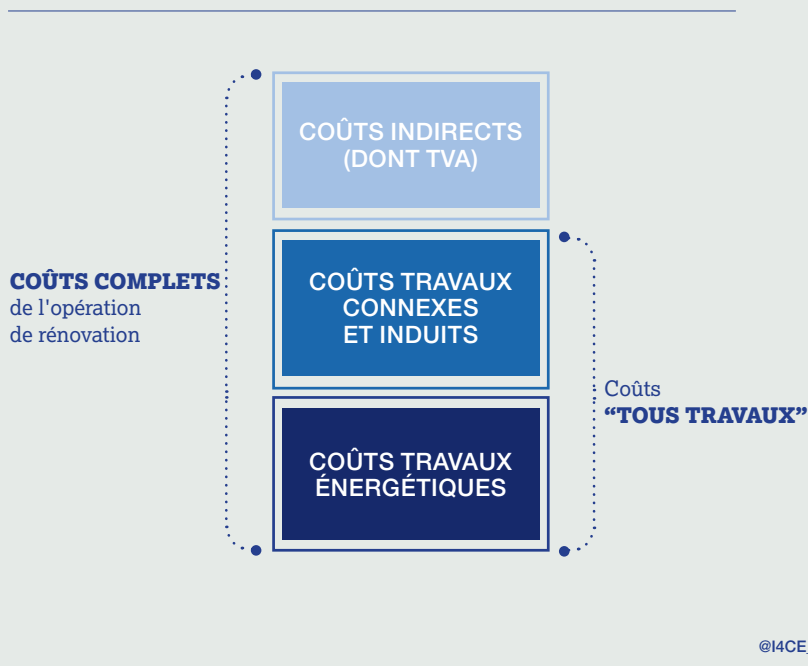 COÛTS INDIRECTS
(DONT TVA)
COÛTS COMPLETS
de l'opération
de rénovation
COÛTS TRAVAUX
CONNEXES
ET INDUITS
Coûts
“TOUS TRAVAUX”
COÛTS TRAVAUX
ÉNERGÉTIQUES
@I4CE_